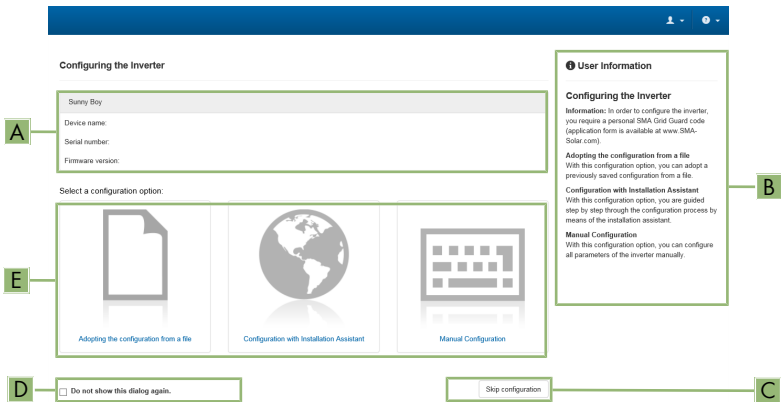 Configuring the Inverter
Sunny Boy
Device name:
Serial number:
Firmware version:
A
Select a configuration option:
E
Adopting the configuration from a file
Configuration with Installation Assistant
Manual Configuration
D
Do not show this dialog again.
Skip configuration
C
User Information
Configuring the Inverter
Information: In order to configure the inverter,
you require a personal SMA Grid Guard code
(application form is available at www.SMA-
Solar.com).
Adopting the configuration from a file
With this configuration option, you can adopt a
previously saved configuration from a file.
Configuration with Installation Assistant
With this configuration option, you are guided
step by step through the configuration process by
means of the installation assistant.
Manual Configuration
With this configuration option, you can configure
all parameters of the inverter manually.
B